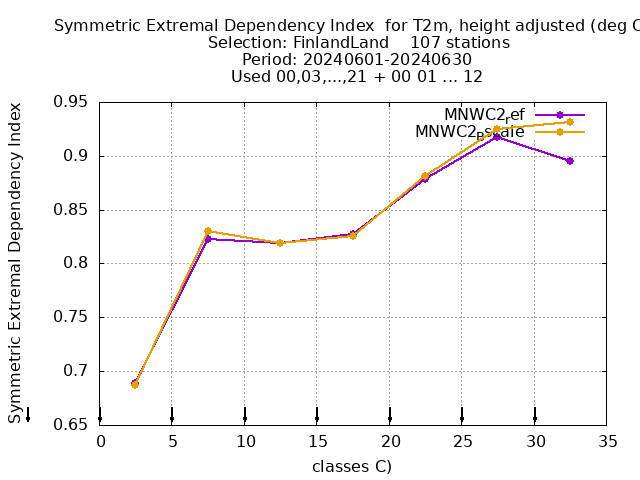 Symmetric Extremal Dependency Index for T2m, height adjusted (deg C
Selection: FinlandLand 107 stations
Period: 20240601-20240630
Used 00,03,...,21 + 00 01 ... 12
Symmetric Extremal Dependency Index
0.95
0.9
0.85
0.8
0.75
0.7
0.65
MNWC2ref
MNWC2pscale
0 5 10 15 20 25 30 35
classes C)